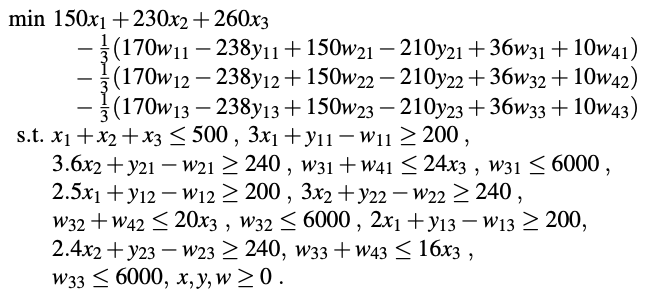 min 150x₁ + 230x₂ + 260x₃
− ⅓(170w₁₁ − 238y₁₁ + 150w₂₁ − 210y₂₁ + 36w₃₁ + 10w₄₁)
− ⅓(170w₁₂ − 238y₁₂ + 150w₂₂ − 210y₂₂ + 36w₃₂ + 10w₄₂)
− ⅓(170w₁₃ − 238y₁₃ + 150w₂₃ − 210y₂₃ + 36w₃₃ + 10w₄₃)
s.t. x₁ + x₂ + x₃ ≤ 500 , 3x₁ + y₁₁ − w₁₁ ≥ 200 ,
3.6x₂ + y₂₁ − w₂₁ ≥ 240 , w₃₁ + w₄₁ ≤ 24x₃ , w₃₁ ≤ 6000 ,
2.5x₁ + y₁₂ − w₁₂ ≥ 200 , 3x₂ + y₂₂ − w₂₂ ≥ 240 ,
w₃₂ + w₄₂ ≤ 20x₃ , w₃₂ ≤ 6000 , 2x₁ + y₁₃ − w₁₃ ≥ 200,
2.4x₂ + y₂₃ − w₂₃ ≥ 240, w₃₃ + w₄₃ ≤ 16x₃ ,
w₃₃ ≤ 6000, x, y, w ≥ 0 .